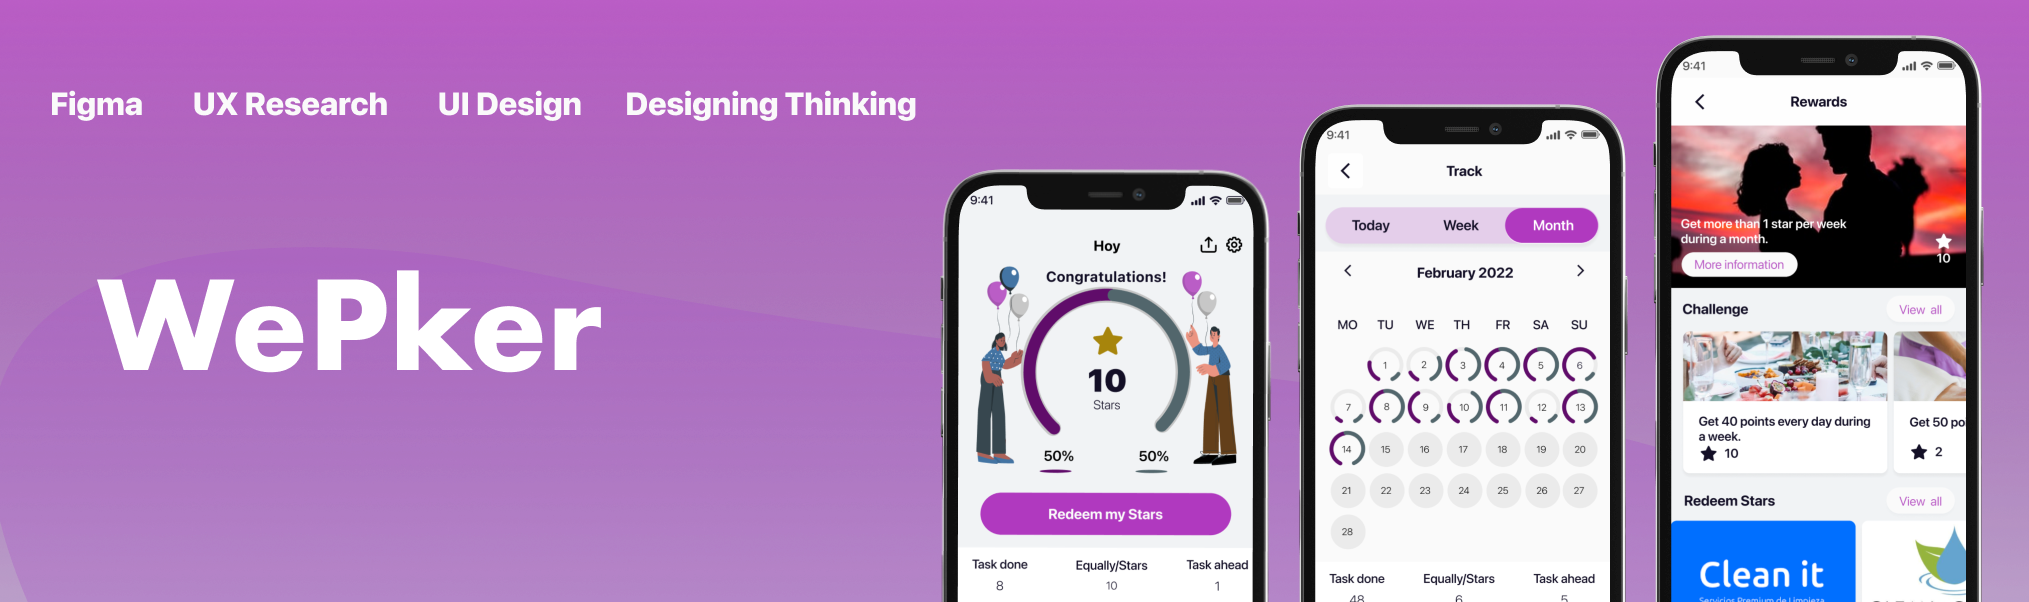 Figma
UX Research
UI Design
Designing Thinking
WePker
9:41
Hoy
Congratulations!
10
Stars
50%
50%
Redeem my Stars
Task done
Equally/Stars
Task ahead
8
10
1
9:41
Track
Today
Week
Month
February 2022
MO TU WE TH FR SA SU
1 2 3 4 5 6
7 8 9 10 11 12 13
14 15 16 17 18 19 20
21 22 23 24 25 26 27
28
Task done
Equally/Stars
Task ahead
48
6
5
9:41
Rewards
Get more than 1 star per week
during a month.
10
More information
Challenge
View all
Get 40 points every day during
a week.
10
Get 50 po
2
Redeem Stars
View all
Clean it
Servicios Premium de Limpieza